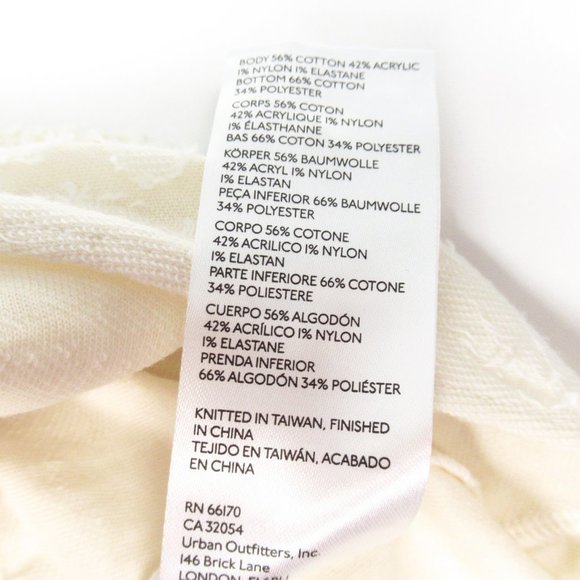 BODY 56% COTTON 42% ACRYLIC
1% NYLON 1% ELASTANE
BOTTOM 66% COTTON
34% POLYESTER
CORPS 56% COTON
42% ACRYLIQUE 1% NYLON
1% ÉLASTHANNE
BAS 66% COTON 34% POLYESTER
KÖRPER 56% BAUMWOLLE
42% ACRYL 1% NYLON
1% ELASTAN
PEÇA INFERIOR 66% BAUMWOLLE
34% POLYESTER
CORPO 56% COTONE
42% ACRILICO 1% NYLON
1% ELASTAN
PARTE INFERIORE 66% COTONE
34% POLIESTERE
CUERPO 56% ALGODÓN
42% ACRÍLICO 1% NYLON
1% ELASTANE
PRENDA INFERIOR
66% ALGODÓN 34% POLIÉSTER
KNITTED IN TAIWAN, FINISHED
IN CHINA
TEJIDO EN TAIWÁN, ACABADO
EN CHINA
RN 66170
CA 32054
Urban Outfitters, Inc.
146 Brick Lane
LONDON,